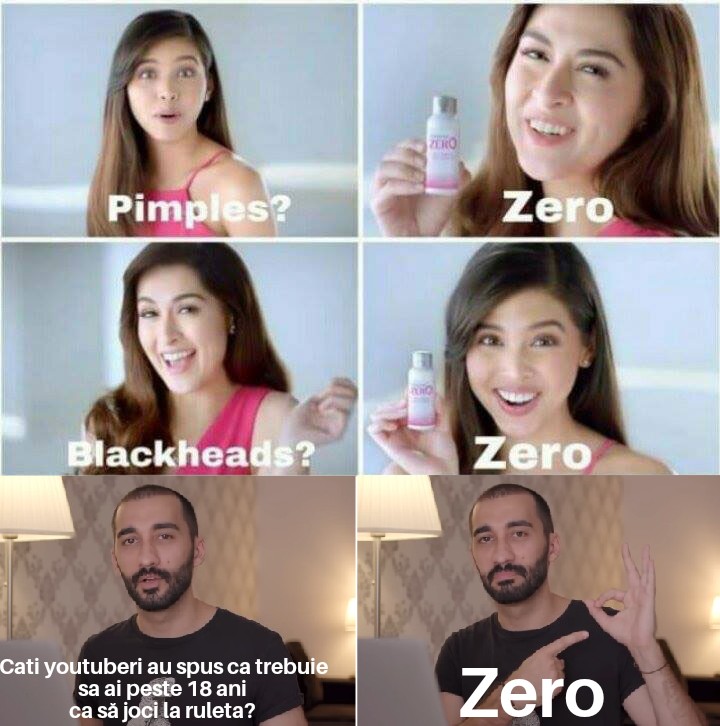 Pimples?
ZERO
Zero
Blackheads?
ZERO
Zero
Cati youtuberi au spus ca trebuie
sa ai peste 18 ani
ca să joci la ruleta?
Zero